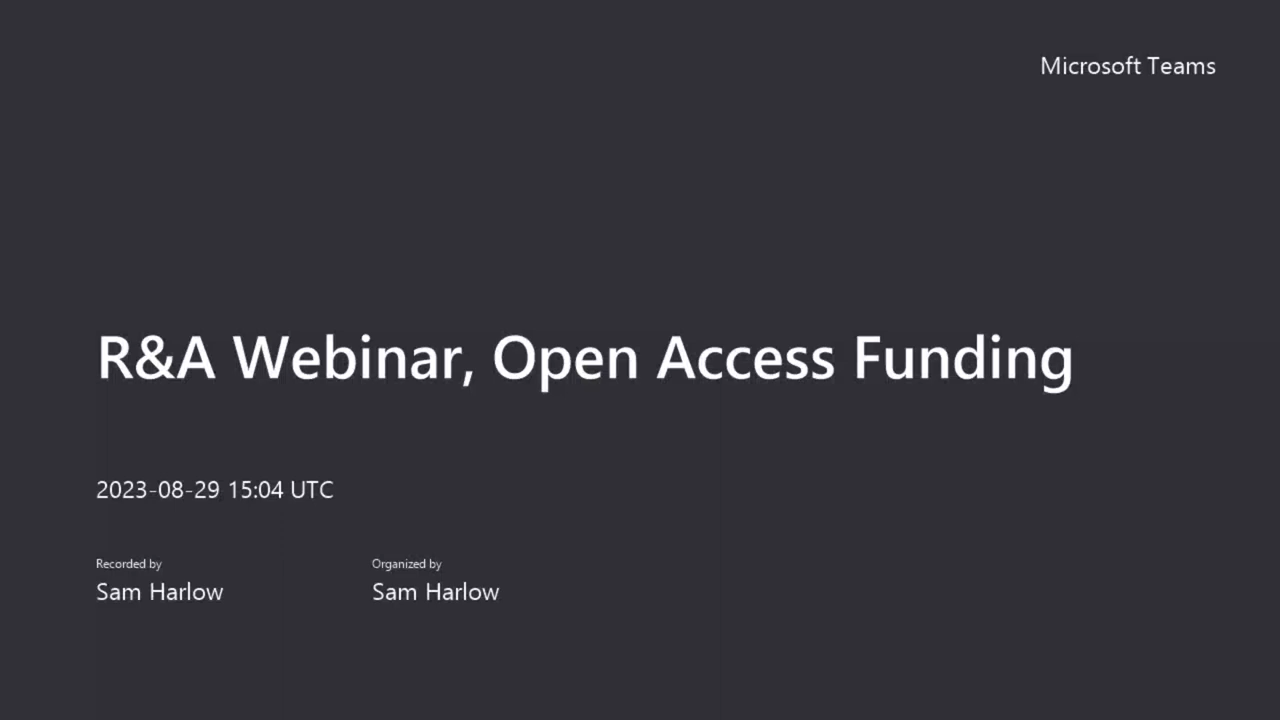 Microsoft Teams
R&A Webinar, Open Access Funding
2023-08-29 15:04 UTC
Recorded by
Sam Harlow
Organized by
Sam Harlow